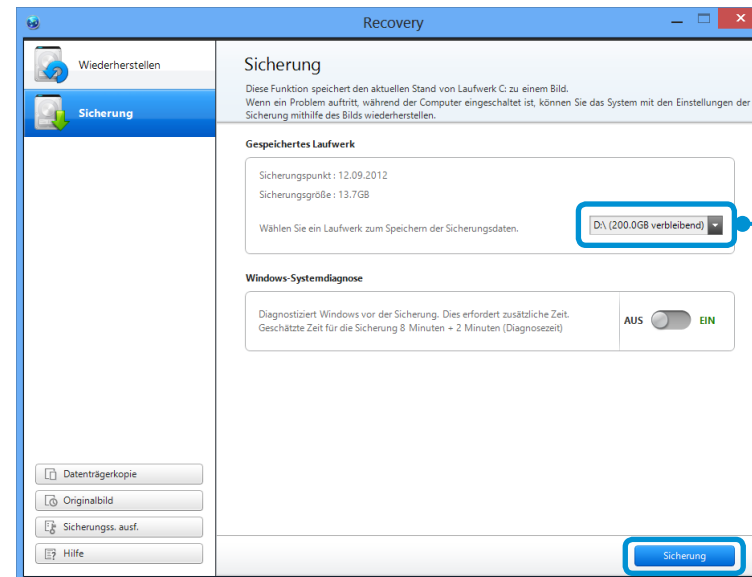 Recovery
Wiederherstellen
Sicherung
Sicherung
Diese Funktion speichert den aktuellen Stand von Laufwerk C: zu einem Bild.
Wenn ein Problem auftritt, während der Computer eingeschaltet ist, können Sie das System mit den Einstellungen der
Sicherung mithilfe des Bilds wiederherstellen.
Gespeichertes Laufwerk
Sicherungspunkt : 12.09.2012
Sicherungsgröße : 13.7GB
Wählen Sie ein Laufwerk zum Speichern der Sicherungsdaten.
D:\ (200.0GB verbleibend)
Windows-Systemdiagnose
Diagnostiziert Windows vor der Sicherung. Dies erfordert zusätzliche Zeit.
Geschätzte Zeit für die Sicherung 8 Minuten + 2 Minuten (Diagnosezeit)
AUS EIN
Datenträgerkopie
Originalbild
Sicherungss. ausf.
Hilfe
Sicherung